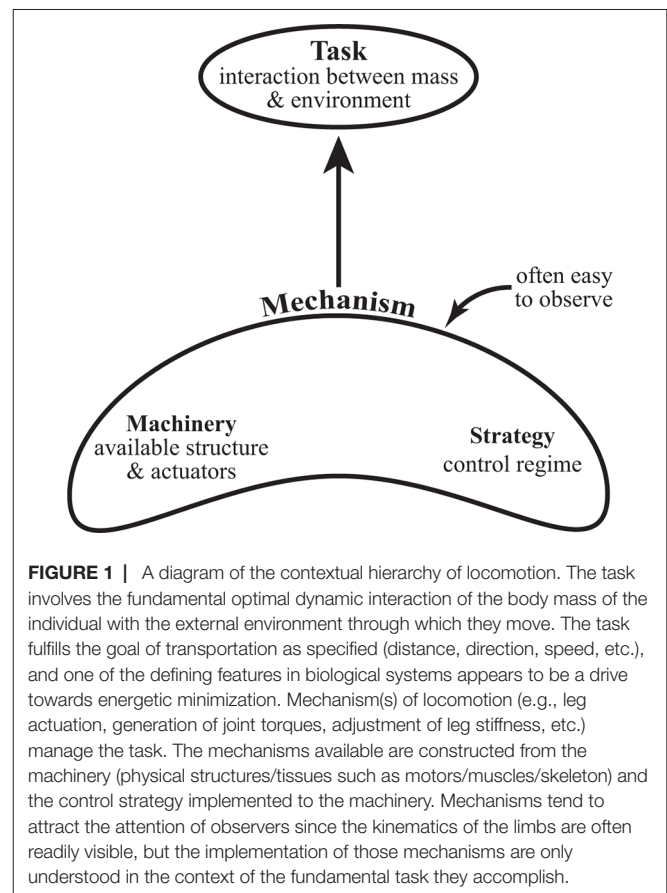 Task
interaction between mass
& environment
Mechanism
often easy
to observe
Machinery
available structure
& actuators
Strategy
control regime
FIGURE 1 | A diagram of the contextual hierarchy of locomotion. The task
involves the fundamental optimal dynamic interaction of the body mass of the
individual with the external environment through which they move. The task
fulfills the goal of transportation as specified (distance, direction, speed, etc.),
and one of the defining features in biological systems appears to be a drive
towards energetic minimization. Mechanism(s) of locomotion (e.g., leg
actuation, generation of joint torques, adjustment of leg stiffness, etc.)
manage the task. The mechanisms available are constructed from the
machinery (physical structures/tissues such as motors/muscles/skeleton) and
the control strategy implemented to the machinery. Mechanisms tend to
attract the attention of observers since the kinematics of the limbs are often
readily visible, but the implementation of those mechanisms are only
understood in the context of the fundamental task they accomplish.